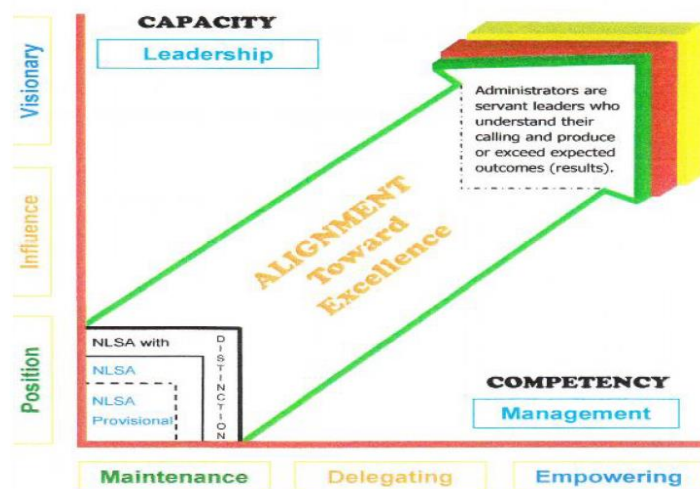 CAPACITY
Leadership
Visionary
Influence
Position
Administrators are
servant leaders who
understand their
calling and produce
or exceed expected
outcomes (results).
ALIGNMENT
Toward
Excellence
NLSA with
DISTINCTION
NLSA
NLSA
Provisional
COMPETENCY
Management
Maintenance
Delegating
Empowering